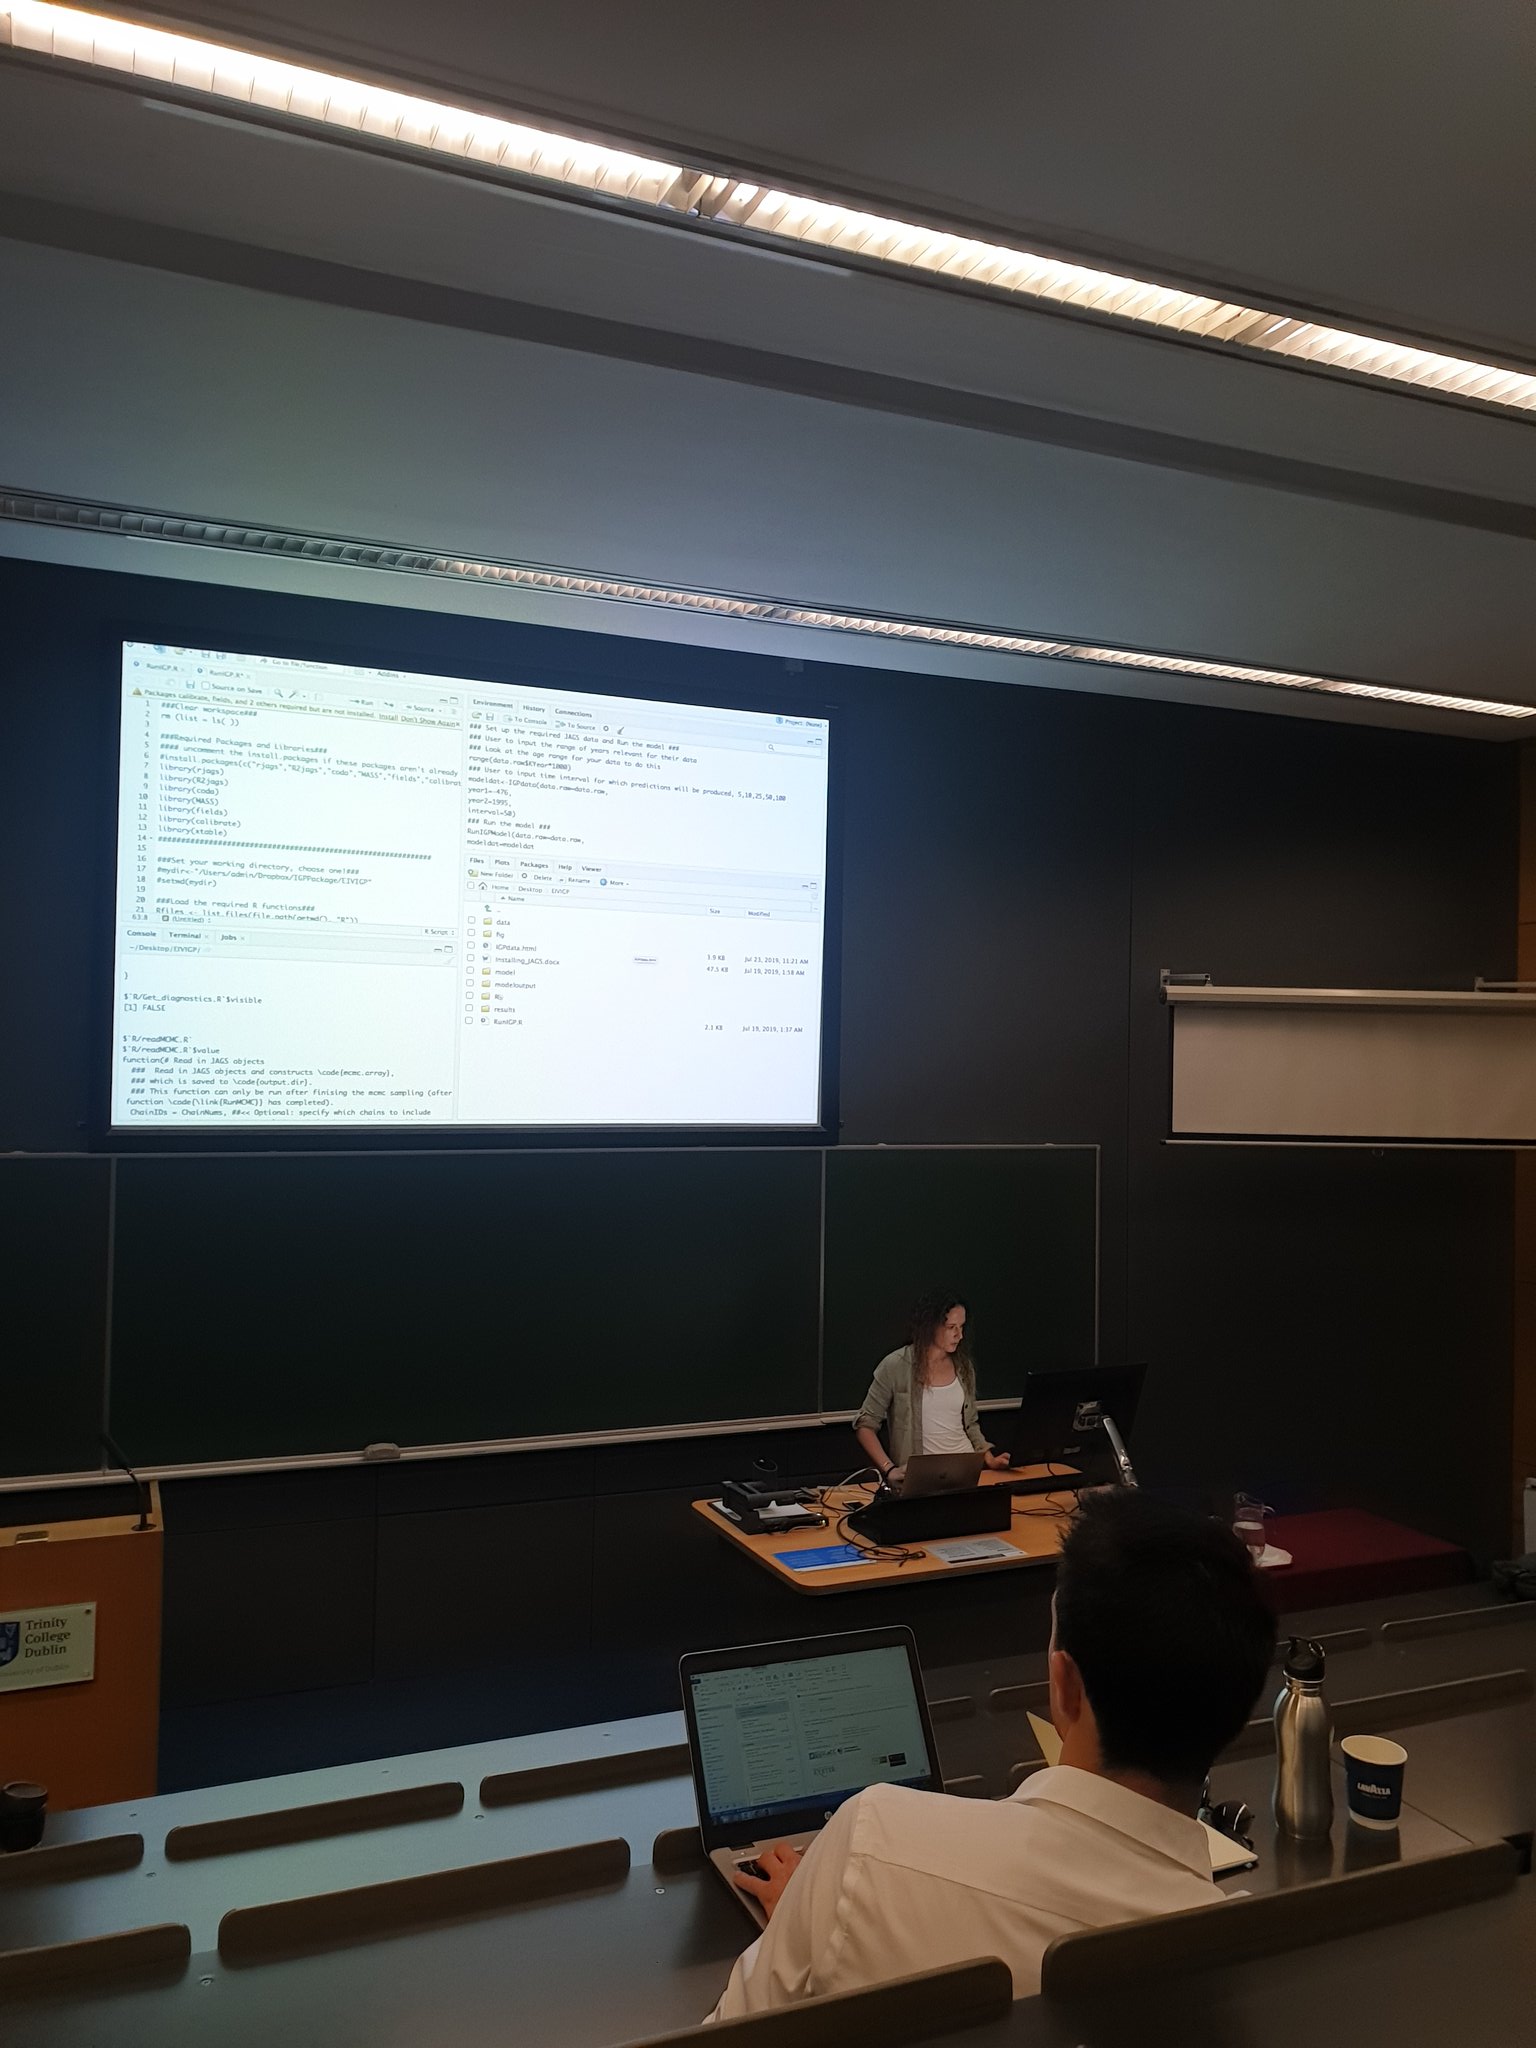 Go to file/function
Addins
RunIGP.R
RunIGP.R*
Source on Save
Run
Source
Packages calibrate, fields, and 2 others required but are not installed. Install Don't Show Again
1 ###Clear workspace###
2 rm (list = ls( ))
3
4 ###Required Packages and Libraries###
5 #### uncomment the install.packages if these packages aren't already
6 #install.packages(c("rjags","R2jags","coda","MASS","fields","calibrat
7 library(rjags)
8 library(R2jags)
9 library(coda)
10 library(MASS)
11 library(fields)
12 library(calibrate)
13 library(xtable)
14
15
16 ###Set your working directory, choose one!###
17 #mydir<-"/Users/admin/Dropbox/IGPPackage/EIVIGP"
18 #setwd(mydir)
19
20 ###Load the required R functions###
21 Rfiles <- list.files(file.path(getwd(), "R"))
63:8 (Untitled)
R Script
Console Terminal Jobs
~/Desktop/EIVIGP/
}
$`R/Get_diagnostics.R`$visible
[1] FALSE
$`R/readMCMC.R`
$`R/readMCMC.R`$value
function(# Read in JAGS objects
### Read in JAGS objects and constructs \code{mcmc.array},
### which is saved to \code{output.dir}.
### This function can only be run after finising the mcmc sampling (after
function \code{\link{RunMCMC}} has completed).
ChainIDs = ChainNums, ##<< Optional: specify which chains to include
Environment History Connections
Project: (None)
To Console To Source
### Set up the required JAGS data and Run the model ###
### User to input the range of years relevant for their data
### Look at the age range for your data to do this
range(data.raw$KYear*1000)
### User to input time interval for which predictions will be produced, 5,10,25,50,100
modeldat<-IGPdata(data.raw=data.raw,
year1=-476,
year2=1995,
interval=50)
### Run the model ###
RunIGPModel(data.raw=data.raw,
modeldat=modeldat
Files Plots Packages Help Viewer
New Folder Delete Rename More
Home Desktop EIVIGP
Name Size Modified
..
data
fig
IGPdata.html 3.9 KB Jul 23, 2019, 11:21 AM
Installing_JAGS.docx 47.5 KB Jul 19, 2019, 1:58 AM
model
modeloutput
R
results
RunIGP.R 2.1 KB Jul 19, 2019, 1:37 AM
Trinity
College
Dublin
University of Dublin
EXETER
hp
LAVAZZA